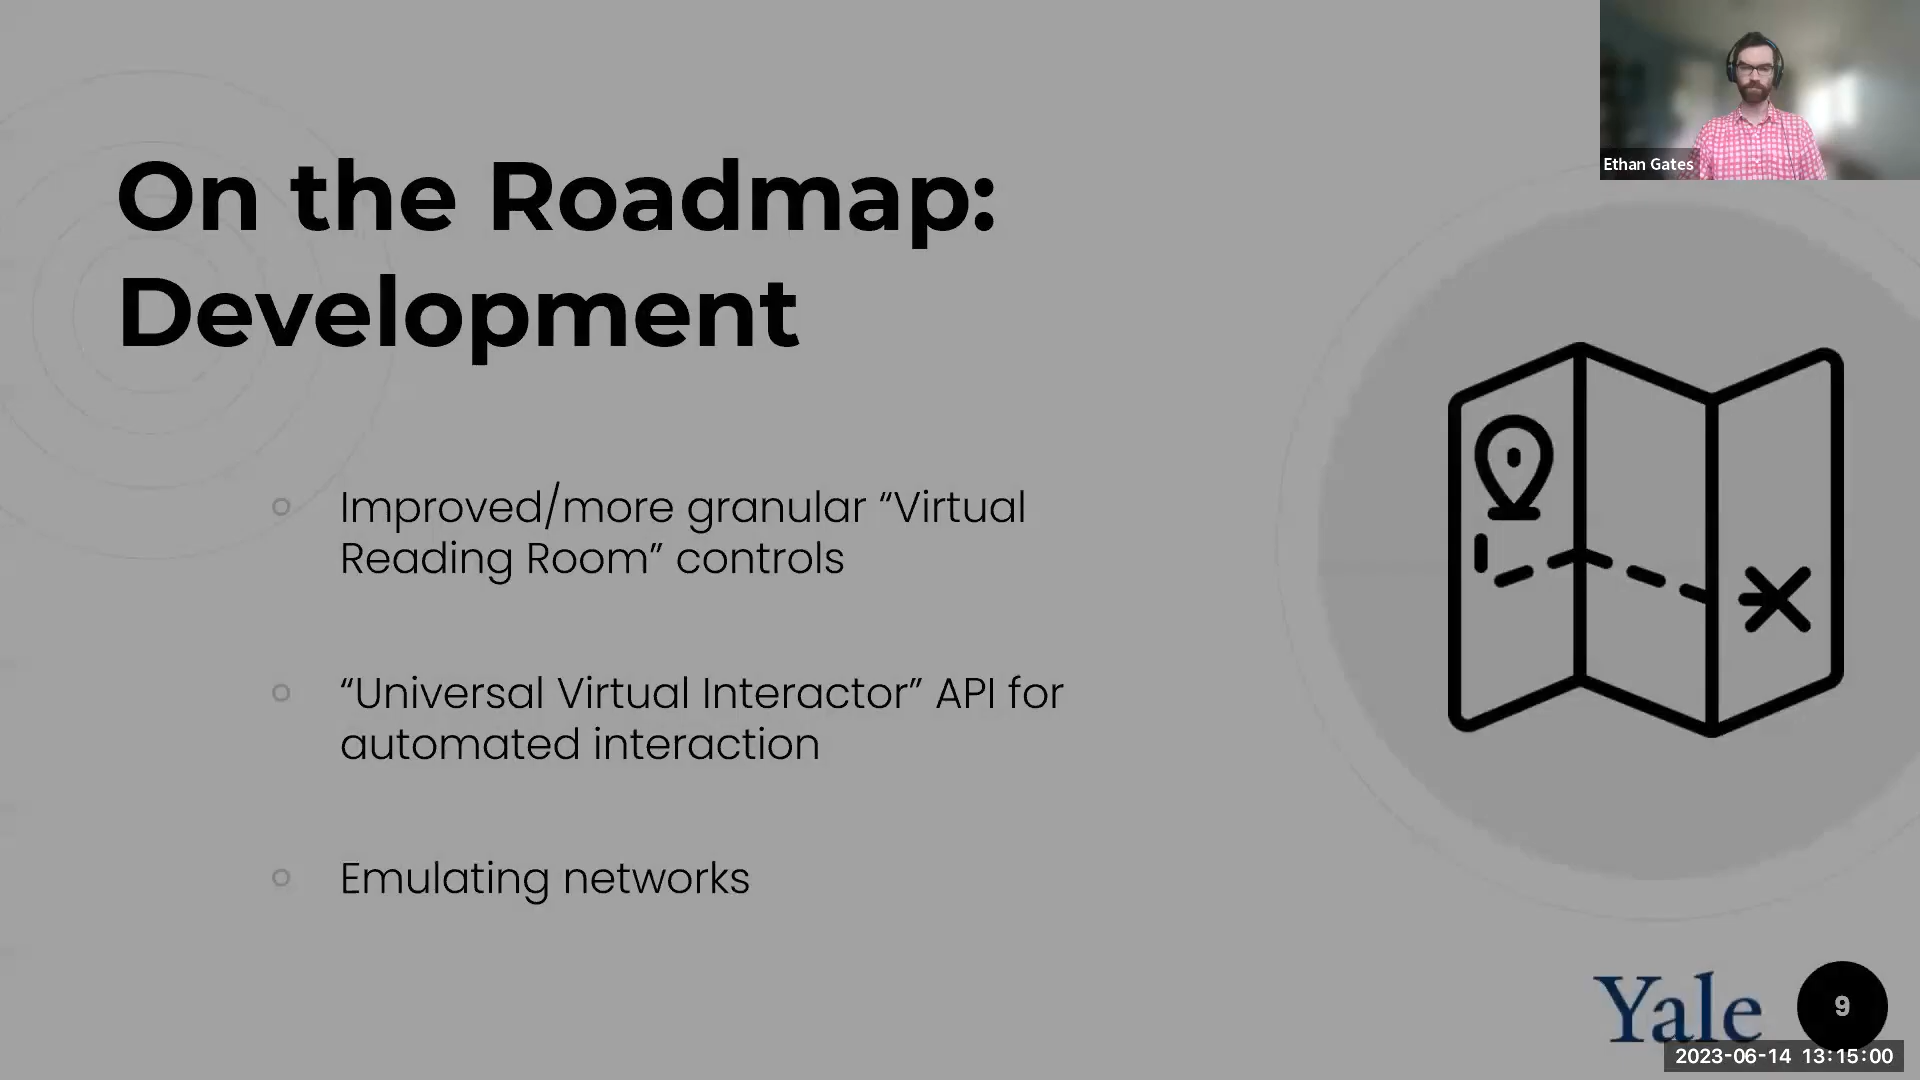 Ethan Gates
On the Roadmap:
Development
Improved/more granular “Virtual
Reading Room” controls
“Universal Virtual Interactor” API for
automated interaction
Emulating networks
Yale
9
2023-06-14 13:15:00